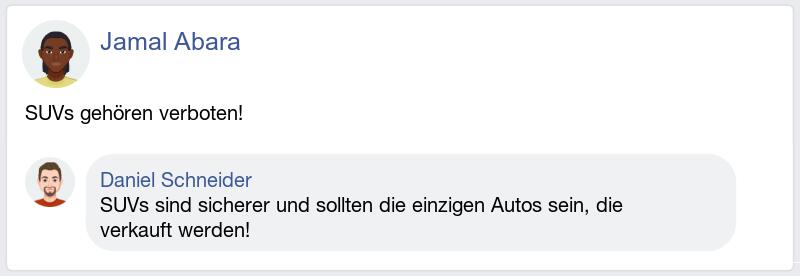 Jamal Abara
SUVs gehören verboten!
Daniel Schneider
SUVs sind sicherer und sollten die einzigen Autos sein, die
verkauft werden!